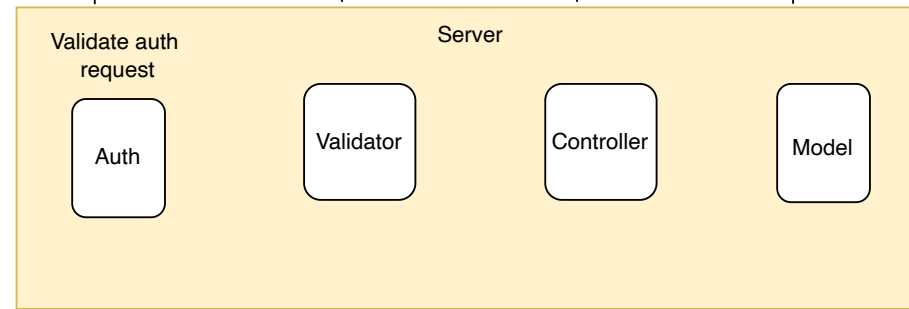 Server
Validate auth
request
Auth
Validator
Controller
Model